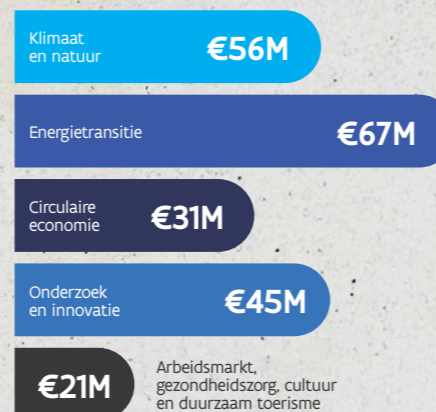 Klimaat
en natuur
€56M
Energietransitie
€67M
Circulaire
economie
€31M
Onderzoek
en innovatie
€45M
€21M
Arbeidsmarkt,
gezondheidszorg, cultuur
en duurzaam toerisme